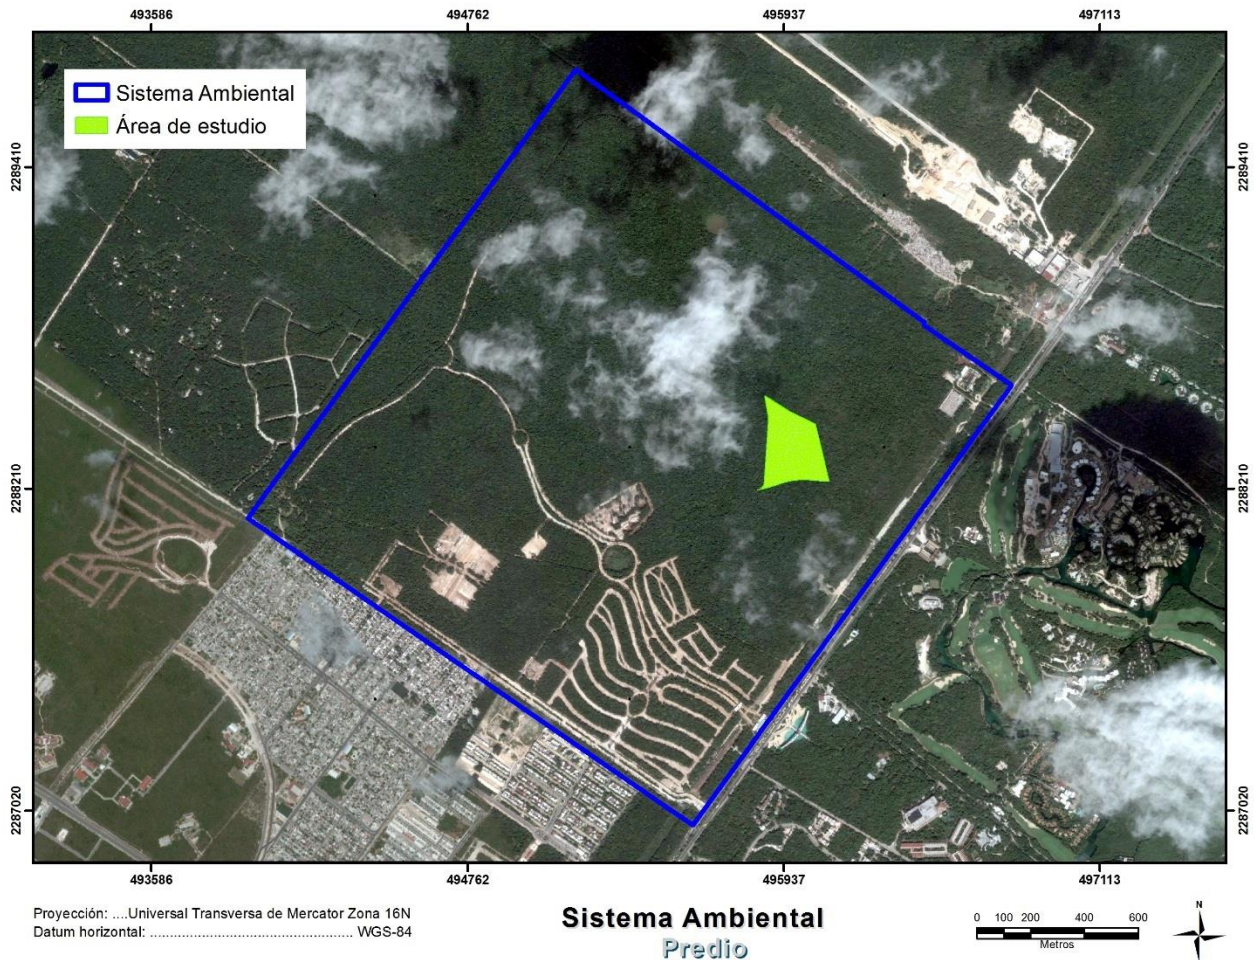 493586 494762 495937 497113
Sistema Ambiental
Área de estudio
2289410 2289410
2288210 2288210
2287020 2287020
493586 494762 495937 497113
Proyección: ....Universal Transversa de Mercator Zona 16N
Datum horizontal: .................................................. WGS-84
Sistema Ambiental
Predio
0 100 200 400 600
Metros
N